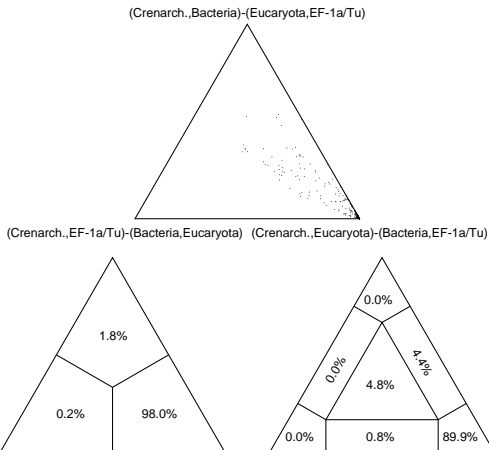 (Crenarch.,Bacteria)-(Eucaryota,EF-1a/Tu)
(Crenarch.,EF-1a/Tu)-(Bacteria,Eucaryota) (Crenarch.,Eucaryota)-(Bacteria,EF-1a/Tu)
1.8%
0.2% 98.0%
0.0%
0.0% 4.4%
4.8%
0.0% 0.8% 89.9%